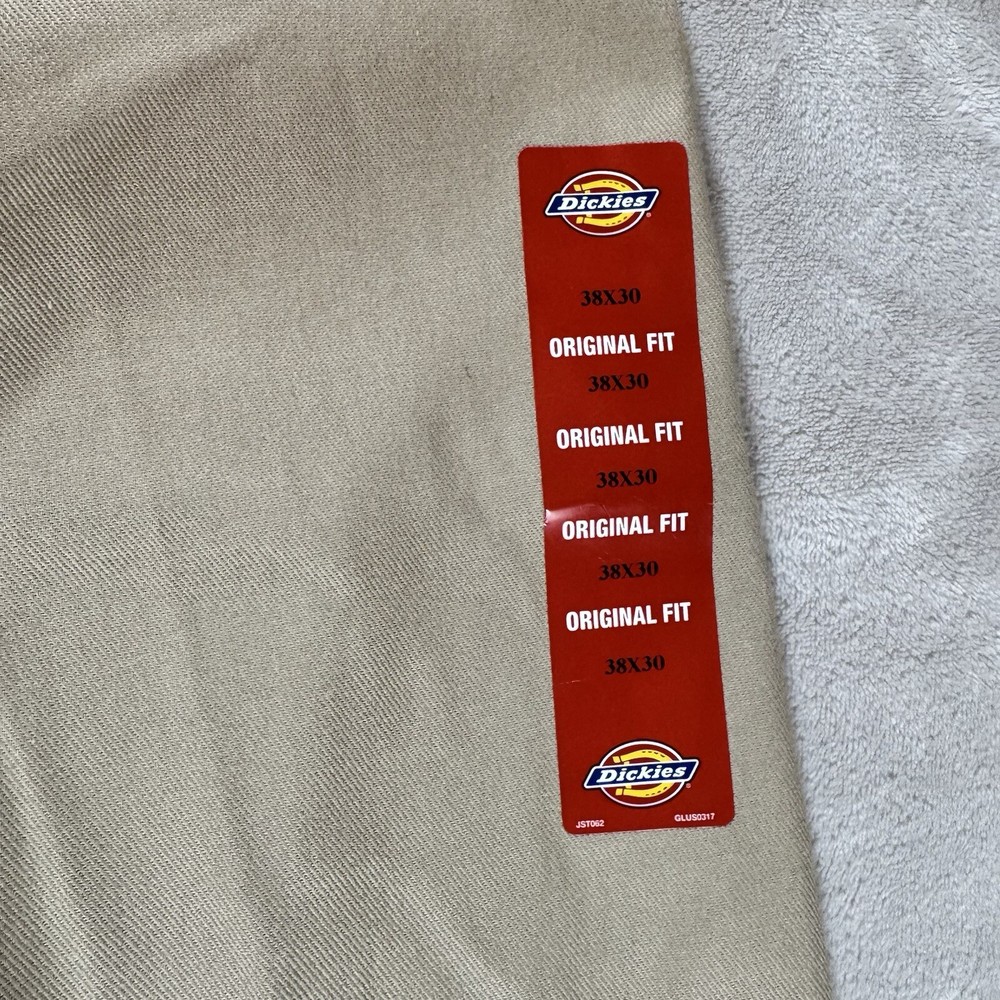 Dickies
38X30
ORIGINAL FIT
38X30
ORIGINAL FIT
38X30
ORIGINAL FIT
38X30
ORIGINAL FIT
38X30
Dickies
JST062 GLUS0317